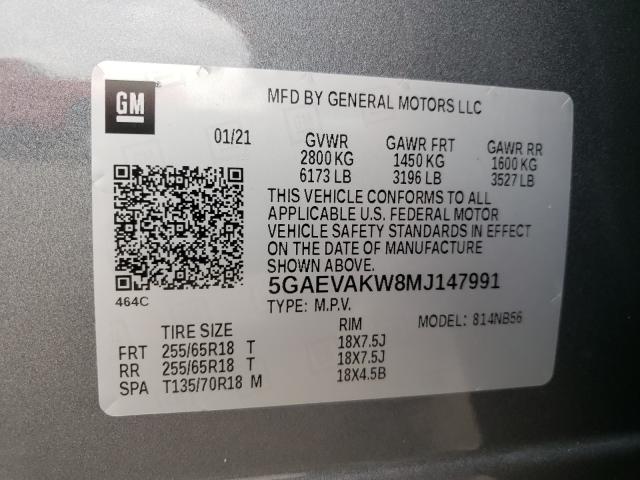 GM
MFD BY GENERAL MOTORS LLC
01/21 GVWR GAWR FRT GAWR RR
2800 KG 1450 KG 1600 KG
6173 LB 3196 LB 3527 LB
THIS VEHICLE CONFORMS TO ALL
APPLICABLE U.S. FEDERAL MOTOR
VEHICLE SAFETY STANDARDS IN EFFECT
ON THE DATE OF MANUFACTURE
SHOWN ABOVE.
464C
5GAEVAKW8MJ147991
TYPE: M.P.V. MODEL: 814NB56
TIRE SIZE RIM
FRT 255/65R18 T 18X7.5J
RR 255/65R18 T 18X7.5J
SPA T135/70R18 M 18X4.5B